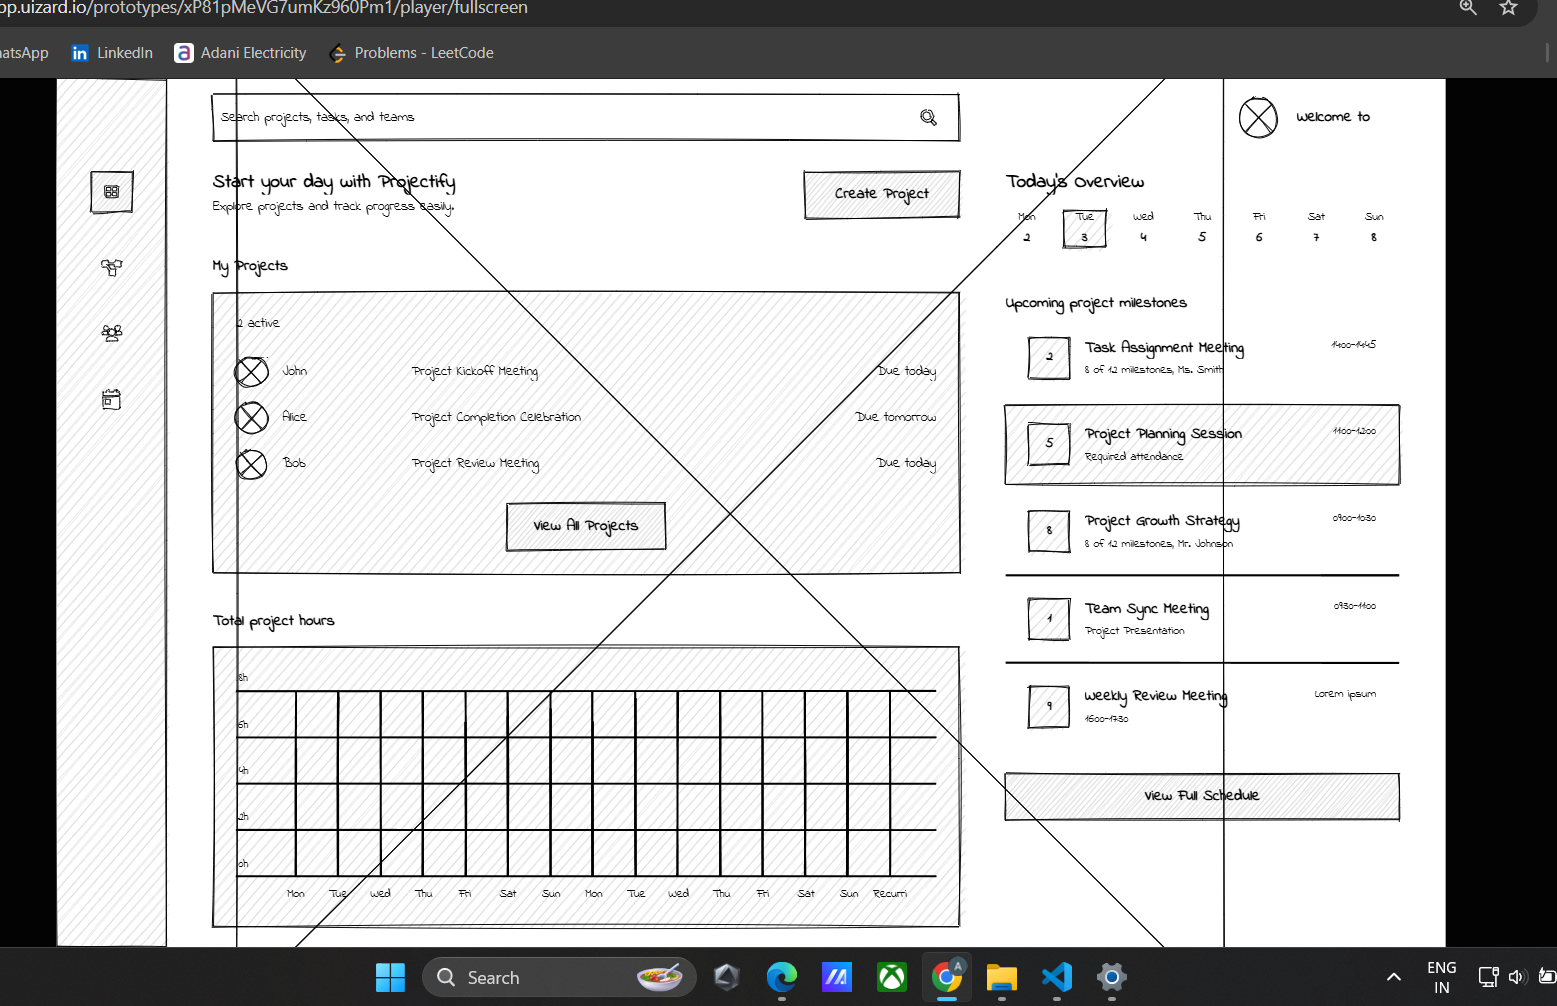 op.uizard.io/prototypes/xP81pMeVG7umKz960Pm1/player/fullscreen
hatsApp
LinkedIn
Adani Electricity
Problems - LeetCode
Search projects, tasks, and teams
Welcome to
Start your day with Projectify
Explore projects and track progress easily.
Create Project
My Projects
2 active
John Project Kickoff Meeting Due today
Alice Project Completion Celebration Due tomorrow
Bob Project Review Meeting Due today
View All Projects
Total project hours
8h
6h
4h
2h
0h
Mon Tue Wed Thu Fri Sat Sun Mon Tue Wed Thu Fri Sat Sun Recurri
Today's Overview
Mon Tue Wed Thu Fri Sat Sun
2 3 4 5 6 7 8
Upcoming project milestones
2 Task Assignment Meeting 1400-1445
8 of 12 milestones, Ms. Smith
5 Project Planning Session 1100-1200
Required attendance
8 Project Growth Strategy 0900-1030
8 of 12 milestones, Mr. Johnson
1 Team Sync Meeting 0930-1100
Project Presentation
9 Weekly Review Meeting Lorem ipsum
1600-1730
View Full Schedule
Search
A
ENG
IN